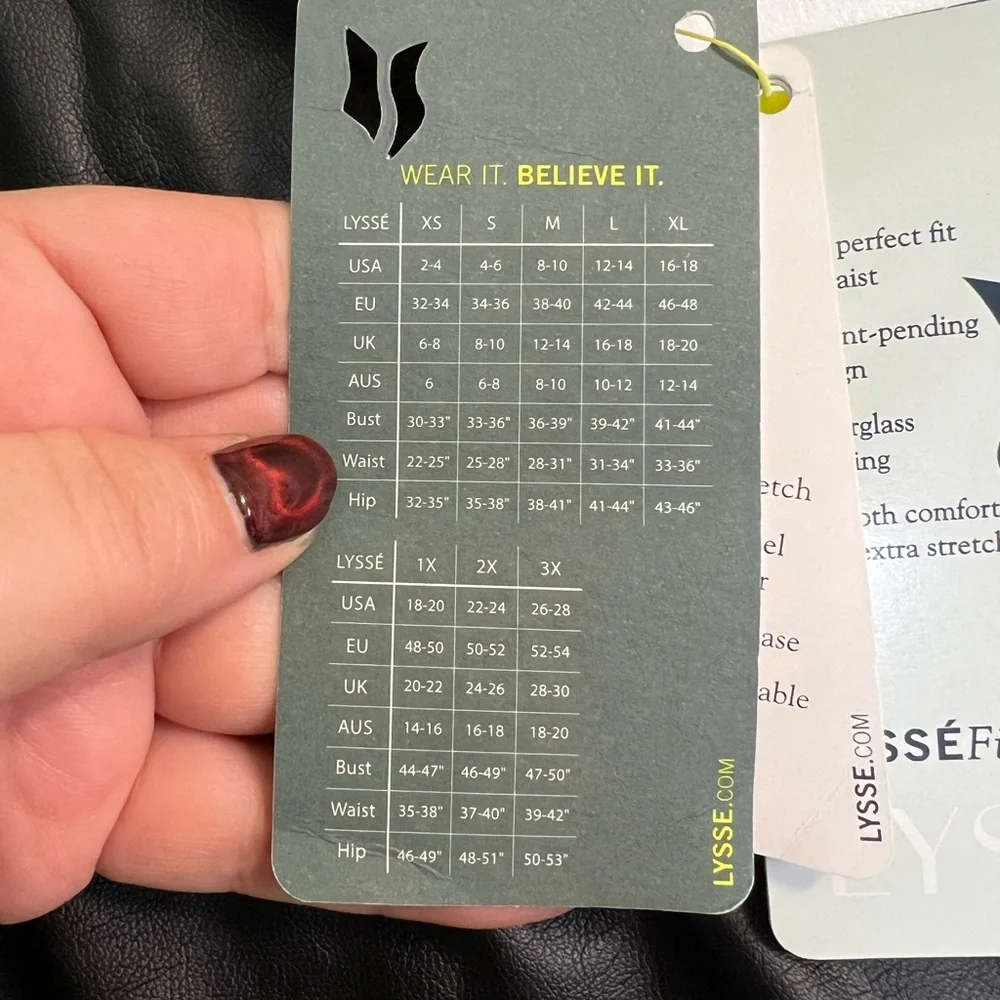 WEAR IT. BELIEVE IT.
LYSSÉ XS S M L XL
USA 2-4 4-6 8-10 12-14 16-18
EU 32-34 34-36 38-40 42-44 46-48
UK 6-8 8-10 12-14 16-18 18-20
AUS 6 6-8 8-10 10-12 12-14
Bust 30-33" 33-36" 36-39" 39-42" 41-44"
Waist 22-25" 25-28" 28-31" 31-34" 33-36"
Hip 32-35" 35-38" 38-41" 41-44" 43-46"
LYSSÉ 1X 2X 3X
USA 18-20 22-24 26-28
EU 48-50 50-52 52-54
UK 20-22 24-26 28-30
AUS 14-16 16-18 18-20
Bust 44-47" 46-49" 47-50"
Waist 35-38" 37-40" 39-42"
Hip 46-49" 48-51" 50-53"
LYSSE.COM
LYSSE.COM
perfect fit
aist
nt-pending
gn
rglass
ing
oth comfort
extra stretch
etch
el
r
ase
able
SSÉFi
LYS